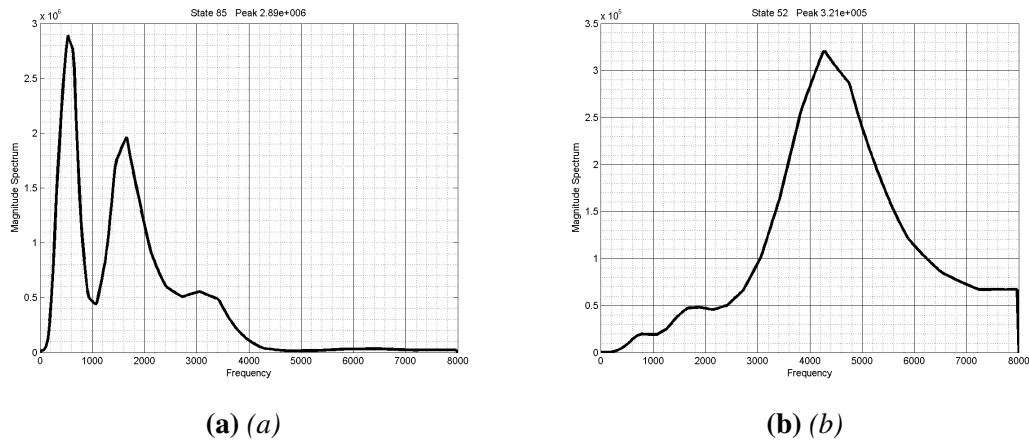 State 85 Peak 2.89e+006
x 10^6
3
2.5
2
1.5
1
0.5
0
Magnitude Spectrum
0 1000 2000 3000 4000 5000 6000 7000 8000
Frequency
(a) (a)
State 52 Peak 3.21e+005
x 10^5
3.5
3
2.5
2
1.5
1
0.5
0
Magnitude Spectrum
0 1000 2000 3000 4000 5000 6000 7000 8000
Frequency
(b) (b)